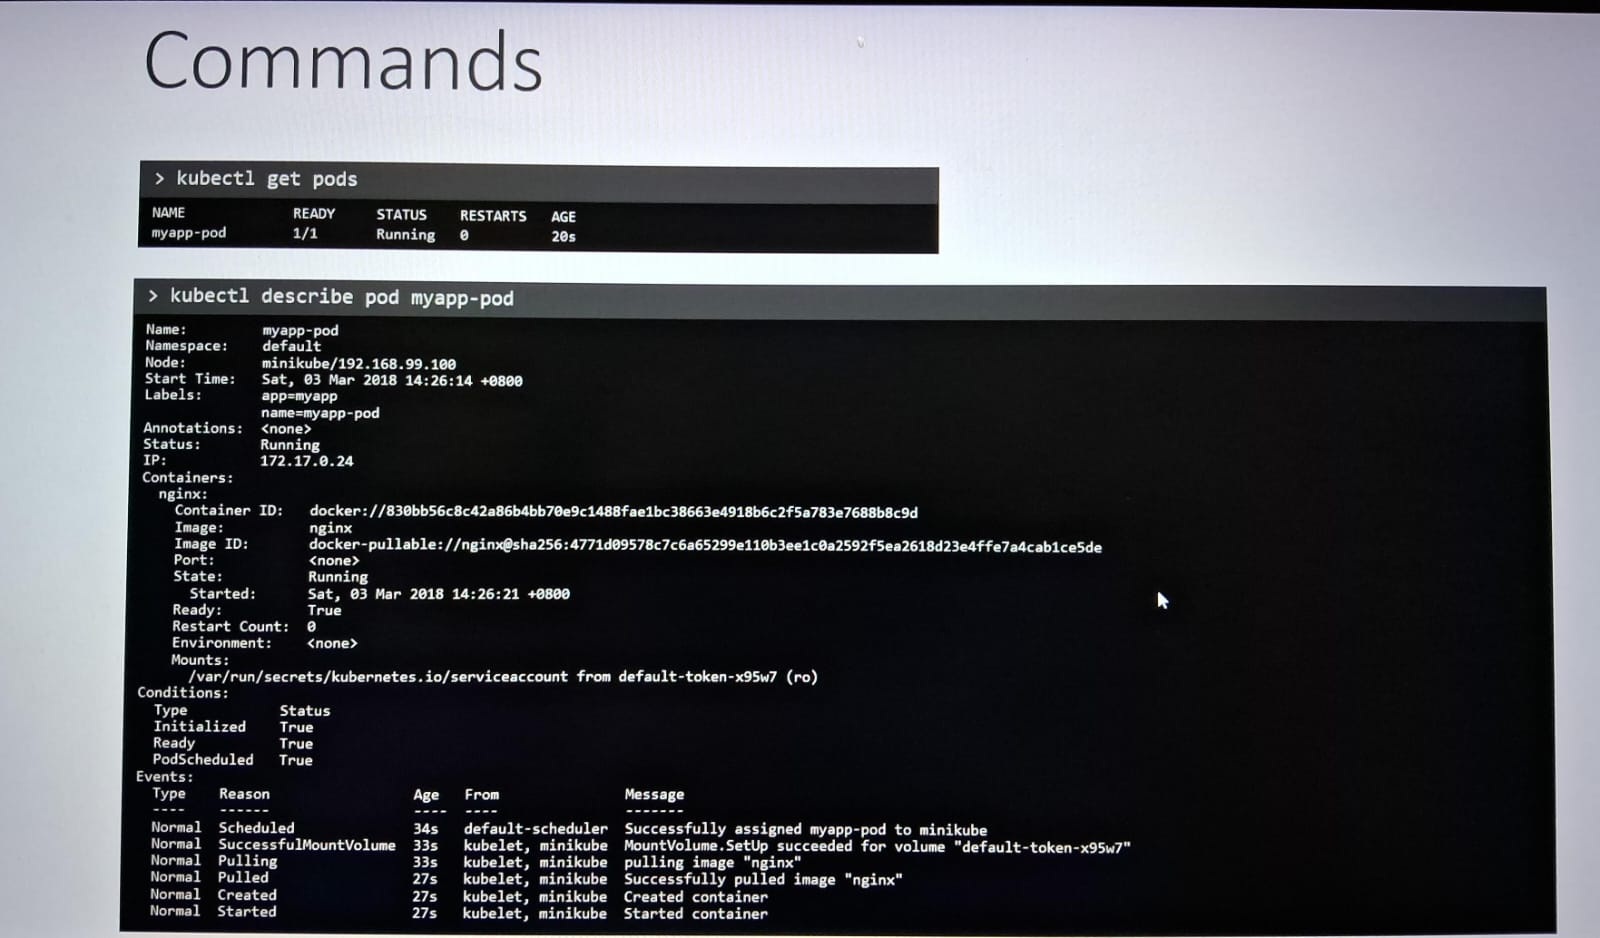 Commands
> kubectl get pods
NAME READY STATUS RESTARTS AGE
myapp-pod 1/1 Running 0 20s
> kubectl describe pod myapp-pod
Name: myapp-pod
Namespace: default
Node: minikube/192.168.99.100
Start Time: Sat, 03 Mar 2018 14:26:14 +0800
Labels: app=myapp
name=myapp-pod
Annotations: <none>
Status: Running
IP: 172.17.0.24
Containers:
nginx:
Container ID: docker://830bb56c8c42a86b4bb70e9c1488fae1bc38663e4918b6c2f5a783e7688b8c9d
Image: nginx
Image ID: docker-pullable://nginx@sha256:4771d09578c7c6a65299e110b3ee1c0a2592f5ea2618d23e4ffe7a4cab1ce5de
Port: <none>
State: Running
Started: Sat, 03 Mar 2018 14:26:21 +0800
Ready: True
Restart Count: 0
Environment: <none>
Mounts:
/var/run/secrets/kubernetes.io/serviceaccount from default-token-x95w7 (ro)
Conditions:
Type Status
Initialized True
Ready True
PodScheduled True
Events:
Type Reason Age From Message
---- ------ ---- ---- -------
Normal Scheduled 34s default-scheduler Successfully assigned myapp-pod to minikube
Normal SuccessfulMountVolume 33s kubelet, minikube MountVolume.SetUp succeeded for volume "default-token-x95w7"
Normal Pulling 33s kubelet, minikube pulling image "nginx"
Normal Pulled 27s kubelet, minikube Successfully pulled image "nginx"
Normal Created 27s kubelet, minikube Created container
Normal Started 27s kubelet, minikube Started container